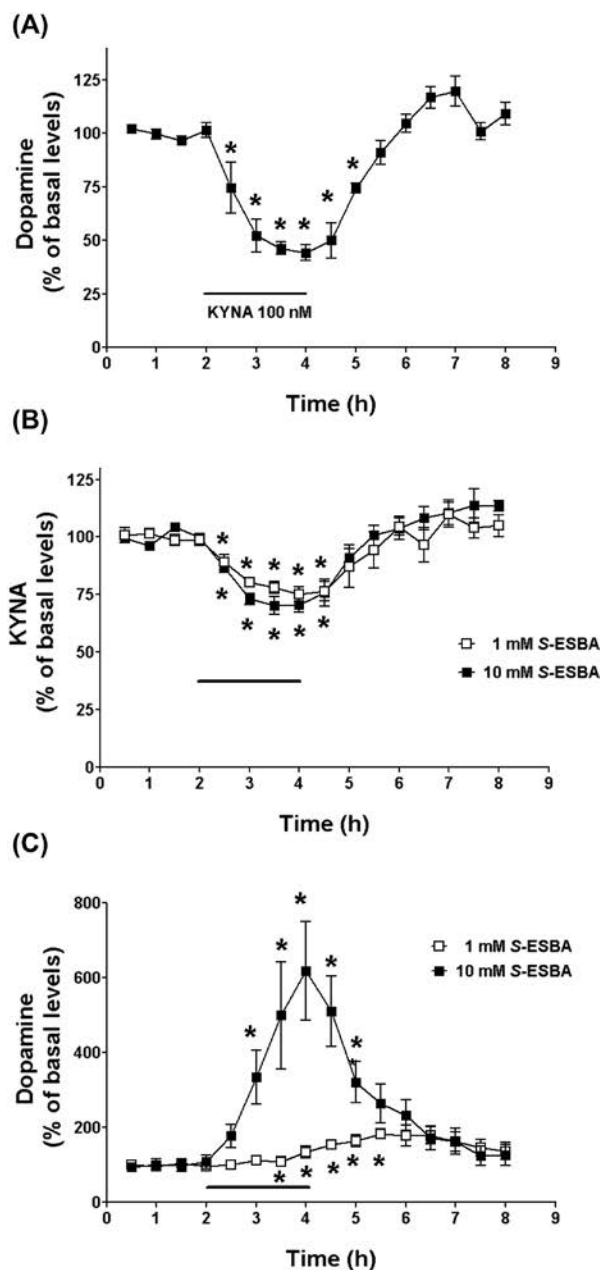 (A)
125
100
75
50
25
0
Dopamine
(% of basal levels)
* * * * * *
KYNA 100 nM
0 1 2 3 4 5 6 7 8 9
Time (h)
(B)
125
100
75
50
25
0
KYNA
(% of basal levels)
* * * * *
* * * * *
1 mM S-ESBA
10 mM S-ESBA
0 1 2 3 4 5 6 7 8 9
Time (h)
(C)
800
600
400
200
0
Dopamine
(% of basal levels)
* * * * *
* * * * *
1 mM S-ESBA
10 mM S-ESBA
0 1 2 3 4 5 6 7 8 9
Time (h)